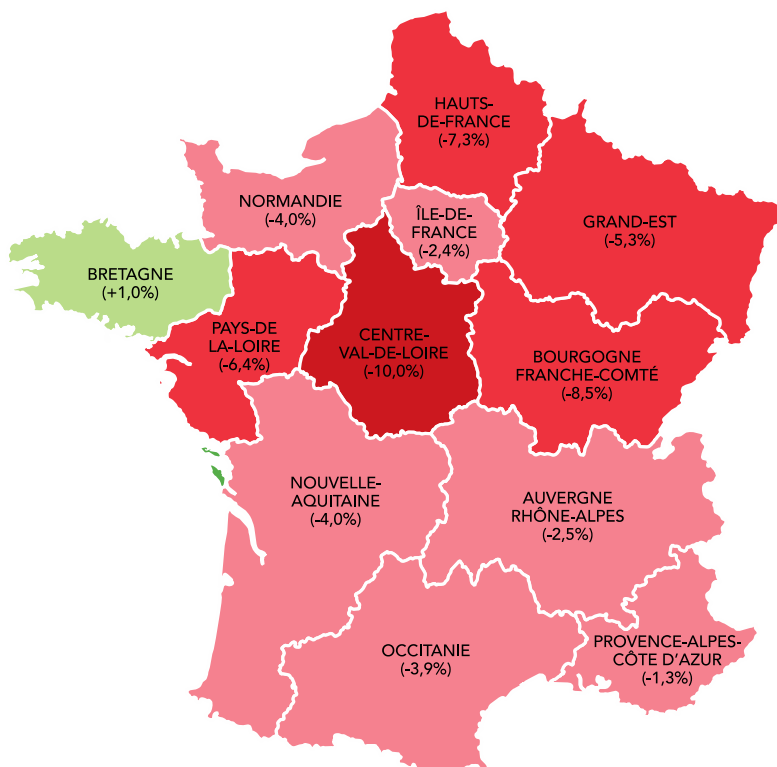 HAUTS-
DE-FRANCE
(-7,3%)
NORMANDIE
(-4,0%)
ÎLE-DE-
FRANCE
(-2,4%)
GRAND-EST
(-5,3%)
BRETAGNE
(+1,0%)
PAYS-DE
LA-LOIRE
(-6,4%)
CENTRE-
VAL-DE-LOIRE
(-10,0%)
BOURGOGNE
FRANCHE-COMTÉ
(-8,5%)
NOUVELLE-
AQUITAINE
(-4,0%)
AUVERGNE
RHÔNE-ALPES
(-2,5%)
OCCITANIE
(-3,9%)
PROVENCE-ALPES-
CÔTE D'AZUR
(-1,3%)